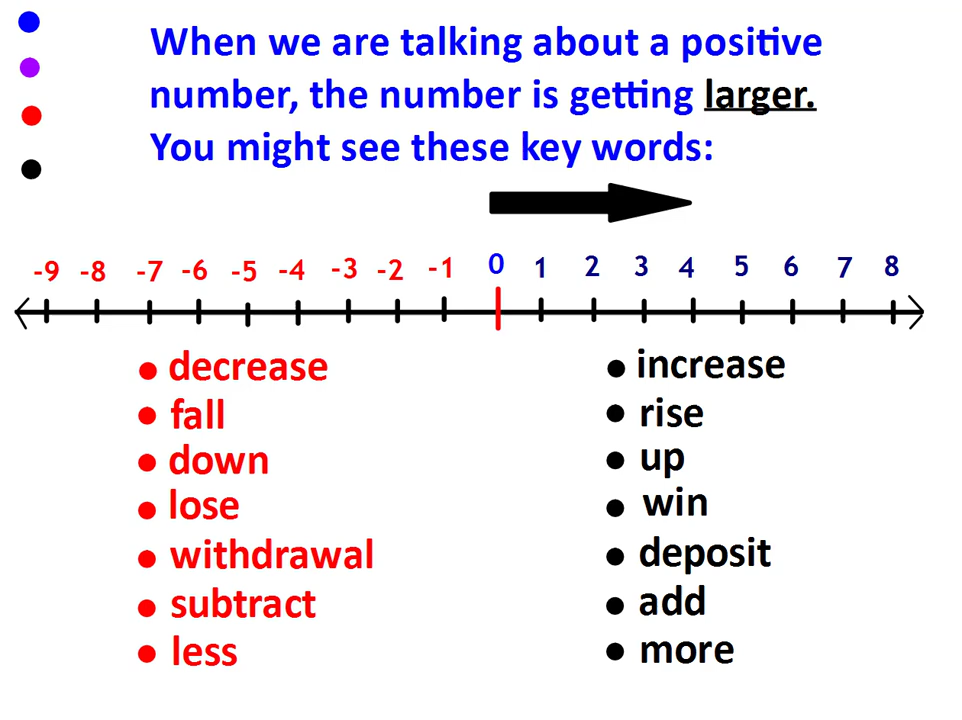 When we are talking about a positive
number, the number is getting larger.
You might see these key words:
-9 -8 -7 -6 -5 -4 -3 -2 -1 0 1 2 3 4 5 6 7 8
• decrease
• fall
• down
• lose
• withdrawal
• subtract
• less
• increase
• rise
• up
• win
• deposit
• add
• more